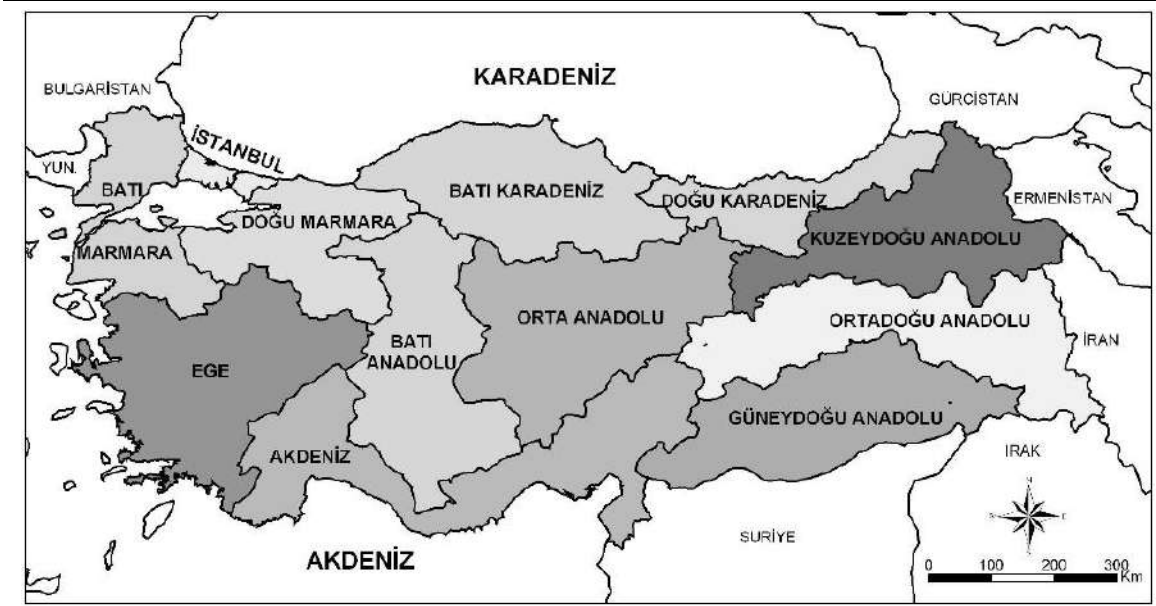 KARADENİZ
BULGARİSTAN
GÜRCİSTAN
İSTANBUL
YUN.
BATI
MARMARA
BATI KARADENİZ
DOĞU KARADENİZ
ERMENİSTAN
DOĞU MARMARA
KUZEYDOĞU ANADOLU
ORTA ANADOLU
ORTADOĞU ANADOLU
BATI
ANADOLU
İRAN
EGE
GÜNEYDOĞU ANADOLU
AKDENİZ
IRAK
SURİYE
AKDENİZ
0 100 200 300
Km